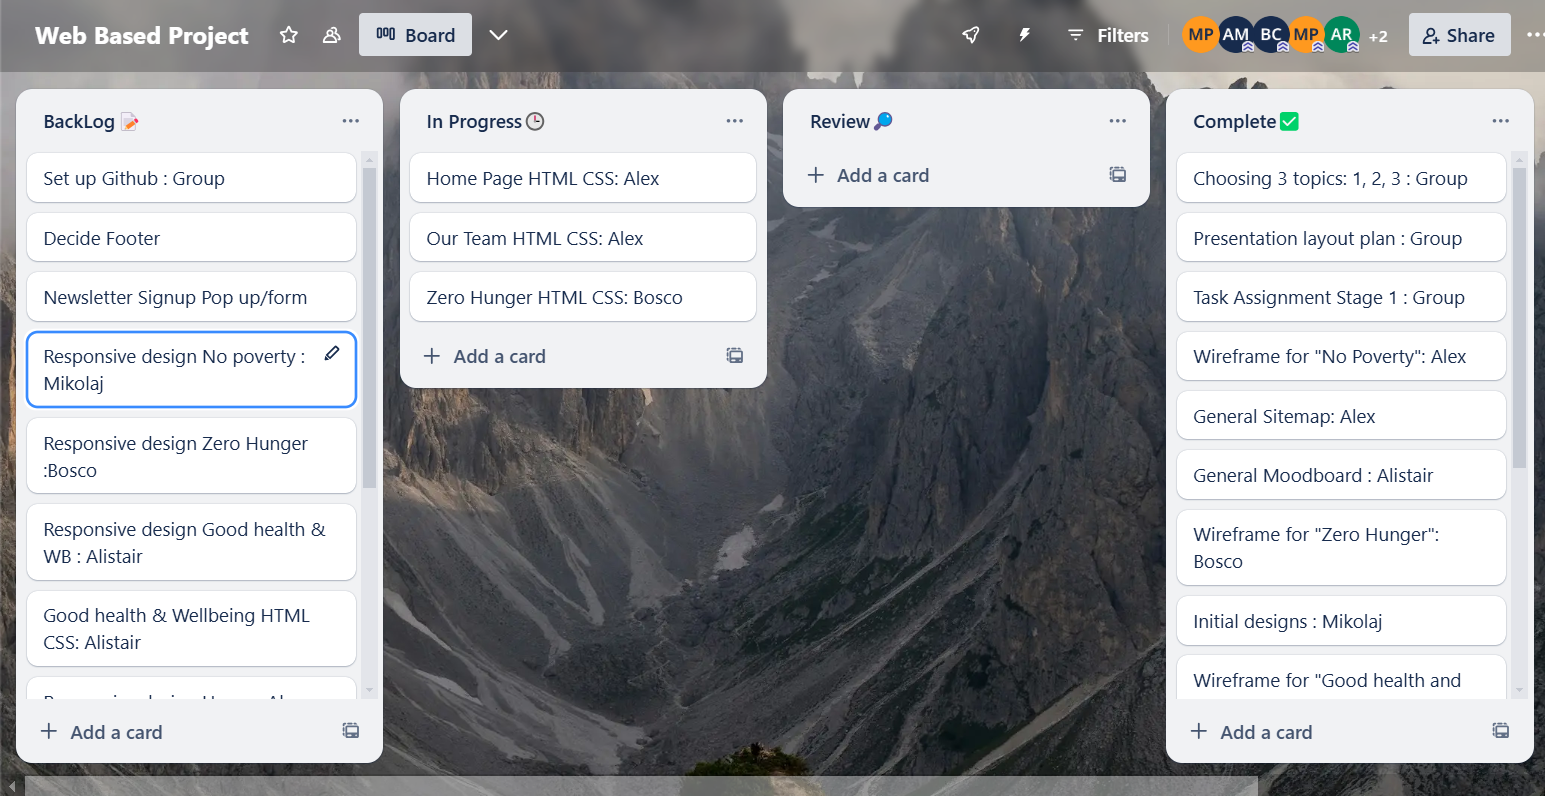 Web Based Project
Board
Filters
MP AM BC MP AR +2
Share
BackLog
Set up Github : Group
Decide Footer
Newsletter Signup Pop up/form
Responsive design No poverty :
Mikolaj
Responsive design Zero Hunger
:Bosco
Responsive design Good health &
WB : Alistair
Good health & Wellbeing HTML
CSS: Alistair
Add a card
In Progress
Home Page HTML CSS: Alex
Our Team HTML CSS: Alex
Zero Hunger HTML CSS: Bosco
Add a card
Review
Add a card
Complete
Choosing 3 topics: 1, 2, 3 : Group
Presentation layout plan : Group
Task Assignment Stage 1 : Group
Wireframe for "No Poverty": Alex
General Sitemap: Alex
General Moodboard : Alistair
Wireframe for "Zero Hunger":
Bosco
Initial designs : Mikolaj
Wireframe for "Good health and
Add a card